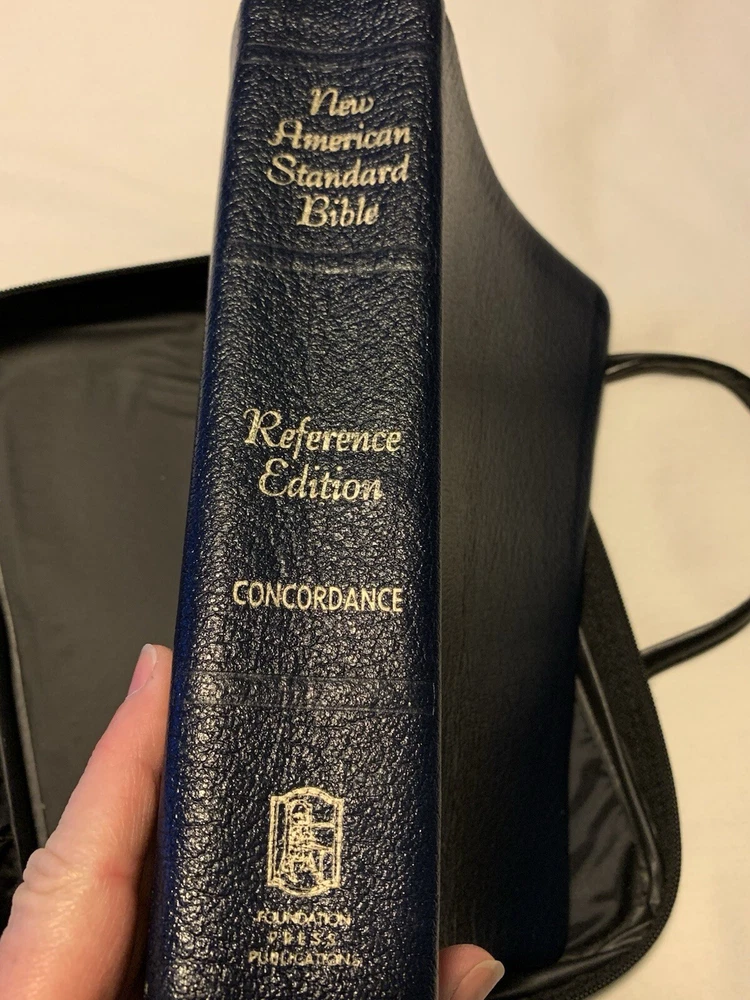 New
American
Standard
Bible
Reference
Edition
CONCORDANCE
FOUNDATION
PRESS
PUBLICATIONS